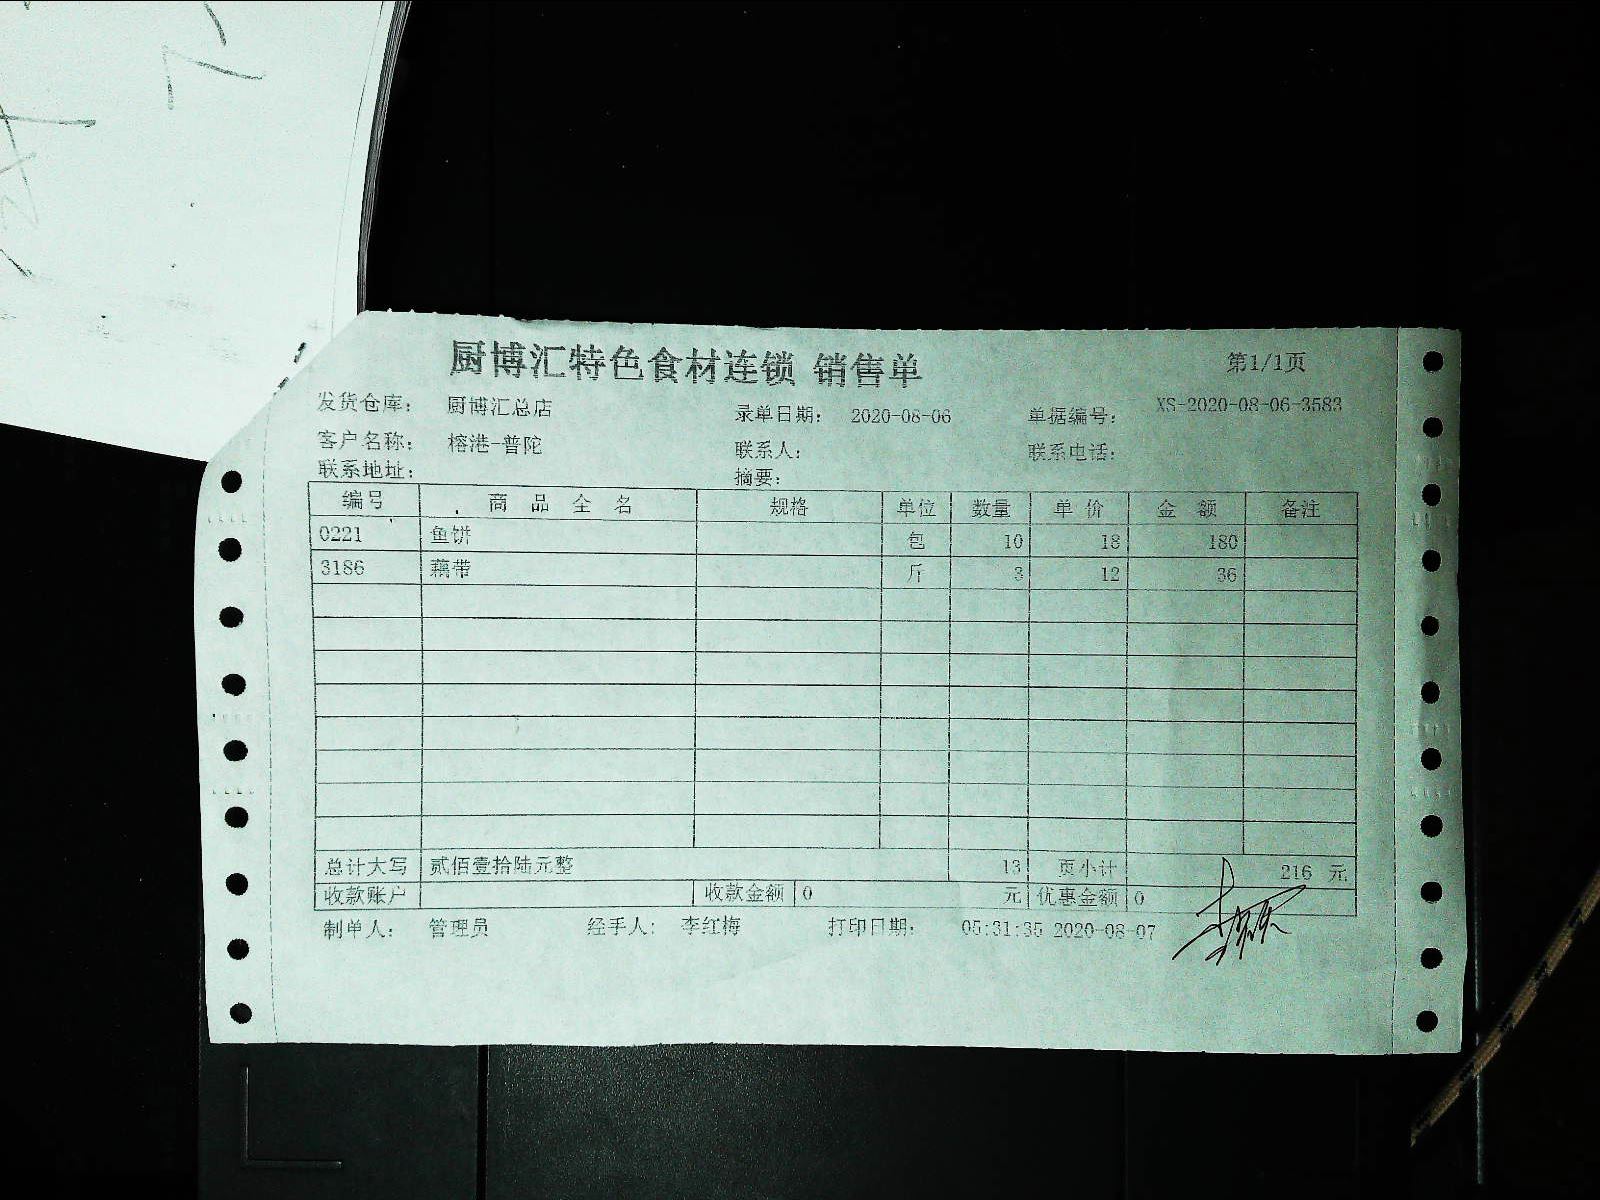 厨博汇特色食材连锁 销售单 第1/1页
发货仓库： 厨博汇总店 录单日期： 2020-08-06 单据编号： XS-2020-08-06-3583
客户名称： 榕港-普陀 联系人： 联系电话：
联系地址： 摘要：
编号 商品全名 规格 单位 数量 单价 金额 备注
0221 鱼饼 包 10 18 180
3186 藕带 斤 3 12 36
总计大写 贰佰壹拾陆元整 13 页小计 216 元
收款账户 收款金额 0 元 优惠金额 0
制单人： 管理员 经手人： 李红梅 打印日期： 05:31:35 2020-08-07